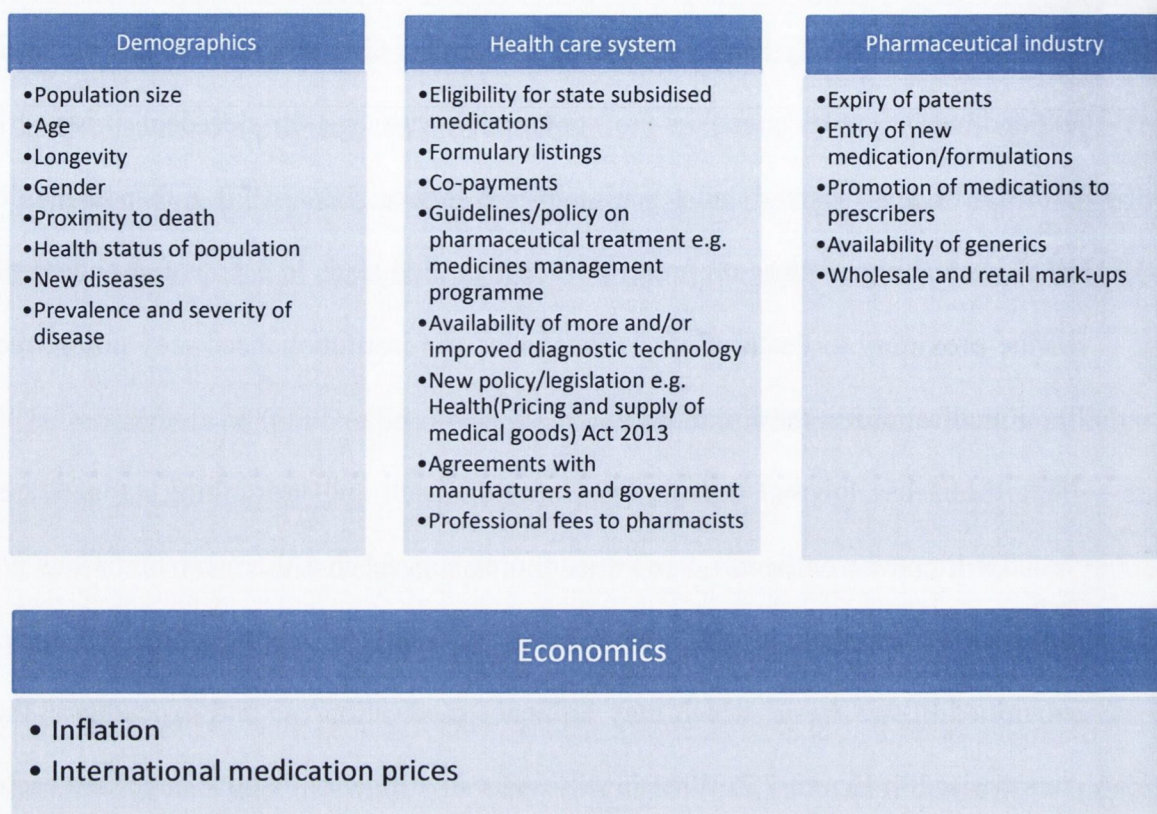 Demographics
•Population size
•Age
•Longevity
•Gender
•Proximity to death
•Health status of population
•New diseases
•Prevalence and severity of
disease
Health care system
•Eligibility for state subsidised
medications
•Formulary listings
•Co-payments
•Guidelines/policy on
pharmaceutical treatment e.g.
medicines management
programme
•Availability of more and/or
improved diagnostic technology
•New policy/legislation e.g.
Health(Pricing and supply of
medical goods) Act 2013
•Agreements with
manufacturers and government
•Professional fees to pharmacists
Pharmaceutical industry
•Expiry of patents
•Entry of new
medication/formulations
•Promotion of medications to
prescribers
•Availability of generics
•Wholesale and retail mark-ups
Economics
• Inflation
• International medication prices